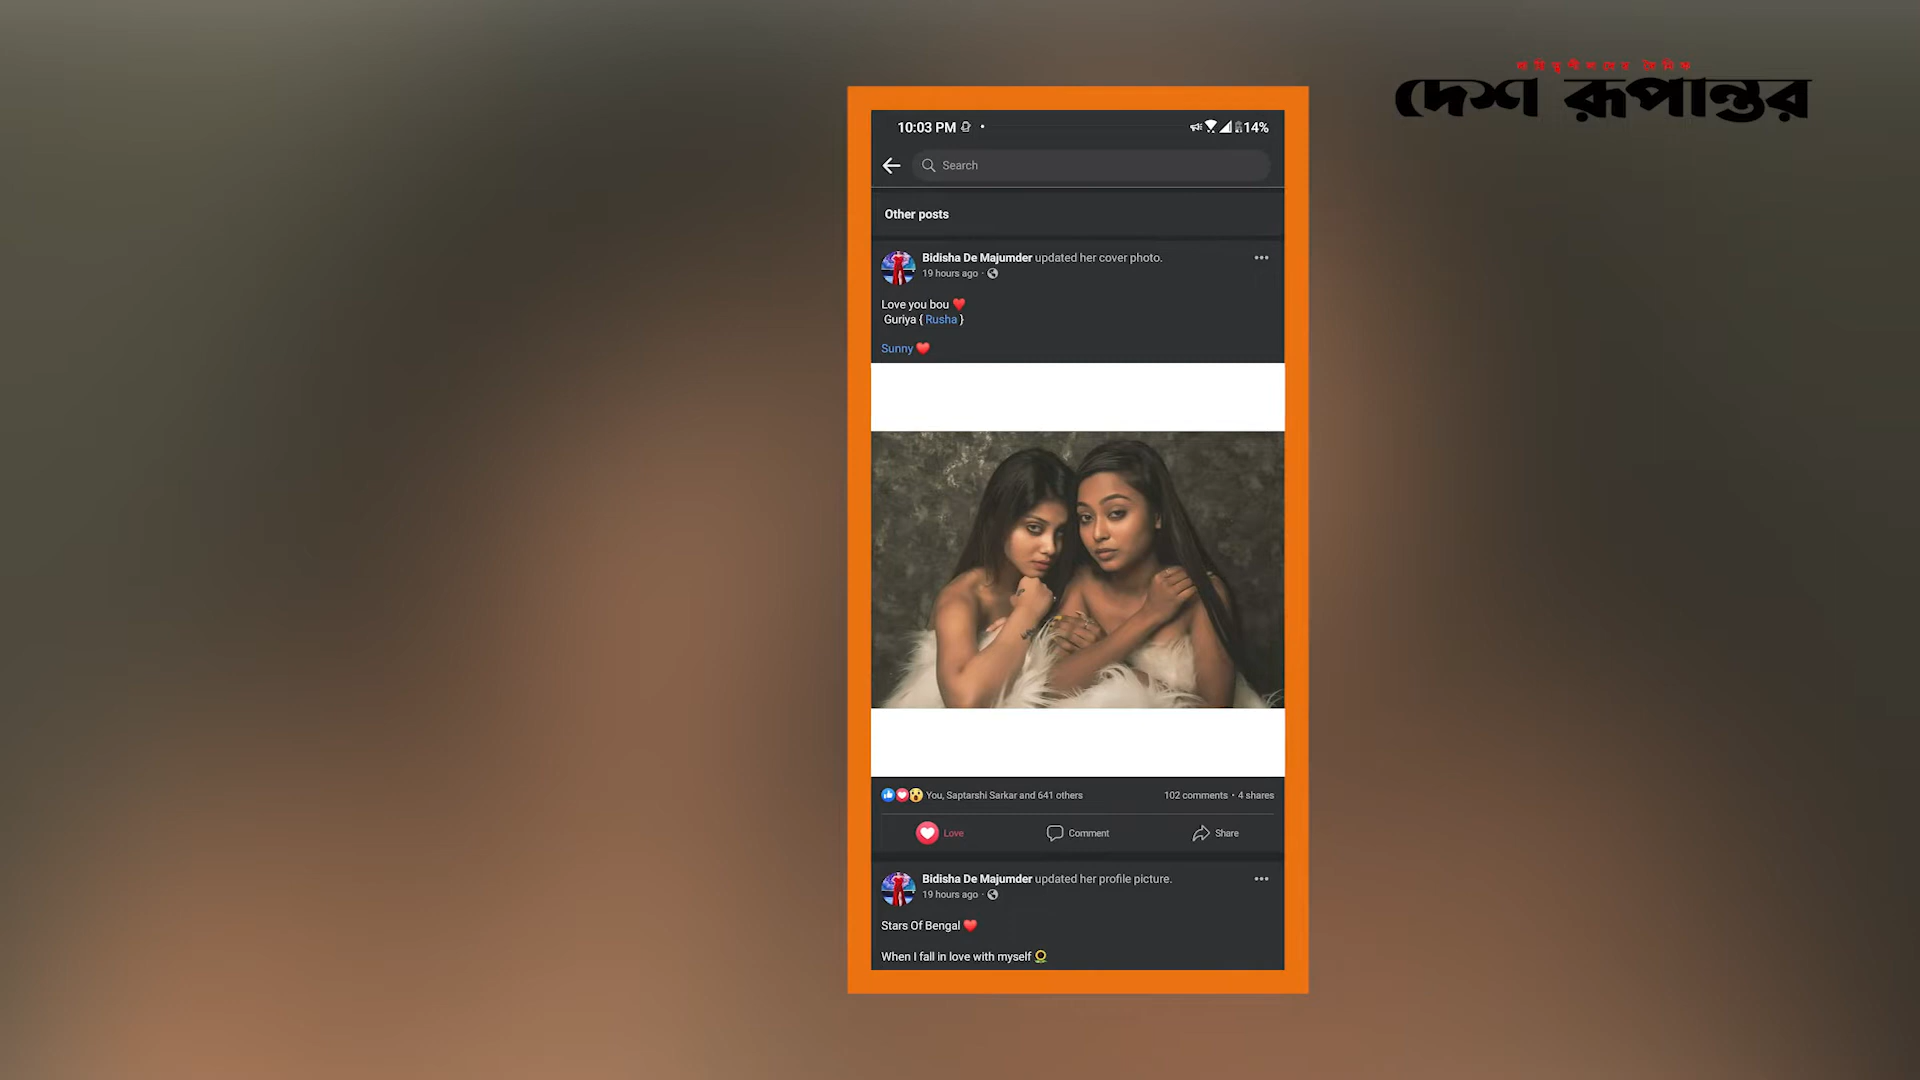 দেশ রূপান্তর
10:03 PM
14%
Search
Other posts
Bidisha De Majumder updated her cover photo.
19 hours ago
Love you bou ❤️
Guriya { Rusha }
Sunny ❤️
You, Saptarshi Sarkar and 641 others
102 comments • 4 shares
Love
Comment
Share
Bidisha De Majumder updated her profile picture.
19 hours ago
Stars Of Bengal ❤️
When I fall in love with myself